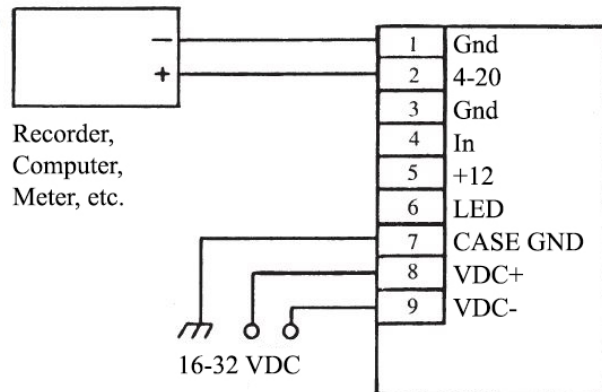 −
+
Recorder,
Computer,
Meter, etc.
1 Gnd
2 4-20
3 Gnd
4 In
5 +12
6 LED
7 CASE GND
8 VDC+
9 VDC-
16-32 VDC